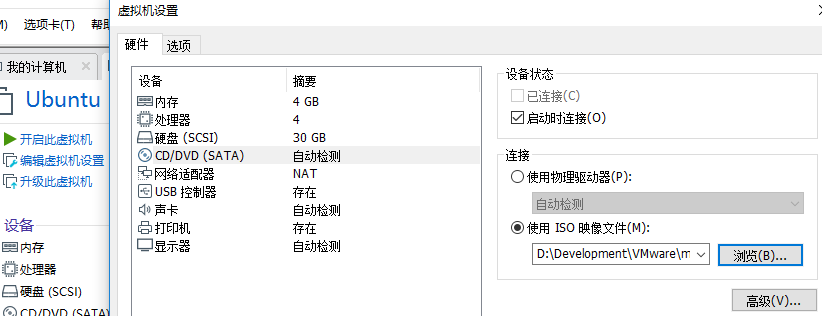 虚拟机设置
选项卡(T) 帮助
硬件 选项
我的计算机
Ubuntu
开启此虚拟机
编辑虚拟机设置
升级此虚拟机
设备
内存
处理器
硬盘 (SCSI)
CD/DVD (SATA)
设备 摘要
内存 4 GB
处理器 4
硬盘 (SCSI) 30 GB
CD/DVD (SATA) 自动检测
网络适配器 NAT
USB 控制器 存在
声卡 自动检测
打印机 存在
显示器 自动检测
设备状态
已连接(C)
启动时连接(O)
连接
使用物理驱动器(P):
自动检测
使用 ISO 映像文件(M):
D:\Development\VMware\m
浏览(B)...
高级(V)...